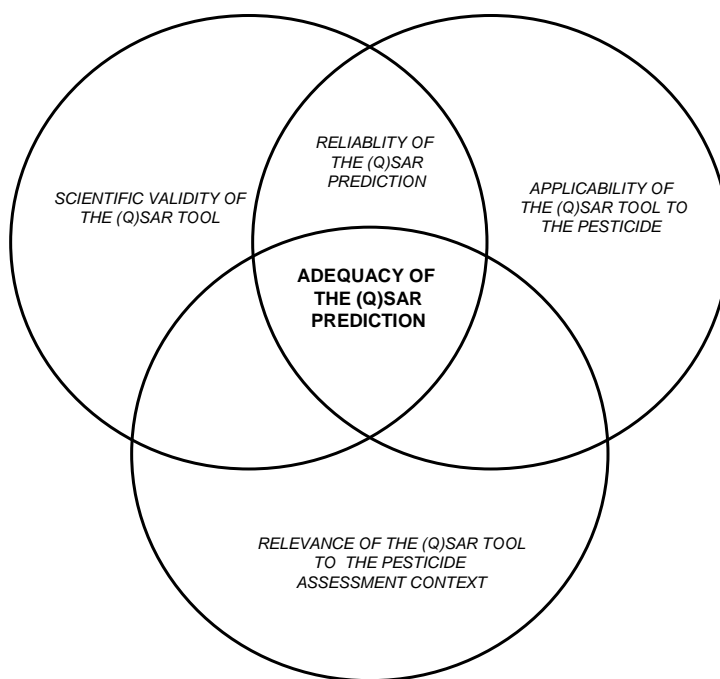 RELIABLITY OF
THE (Q)SAR
PREDICTION
SCIENTIFIC VALIDITY OF
THE (Q)SAR TOOL
APPLICABILITY OF
THE (Q)SAR TOOL TO
THE PESTICIDE
ADEQUACY OF
THE (Q)SAR
PREDICTION
RELEVANCE OF THE (Q)SAR TOOL
TO THE PESTICIDE
ASSESSMENT CONTEXT